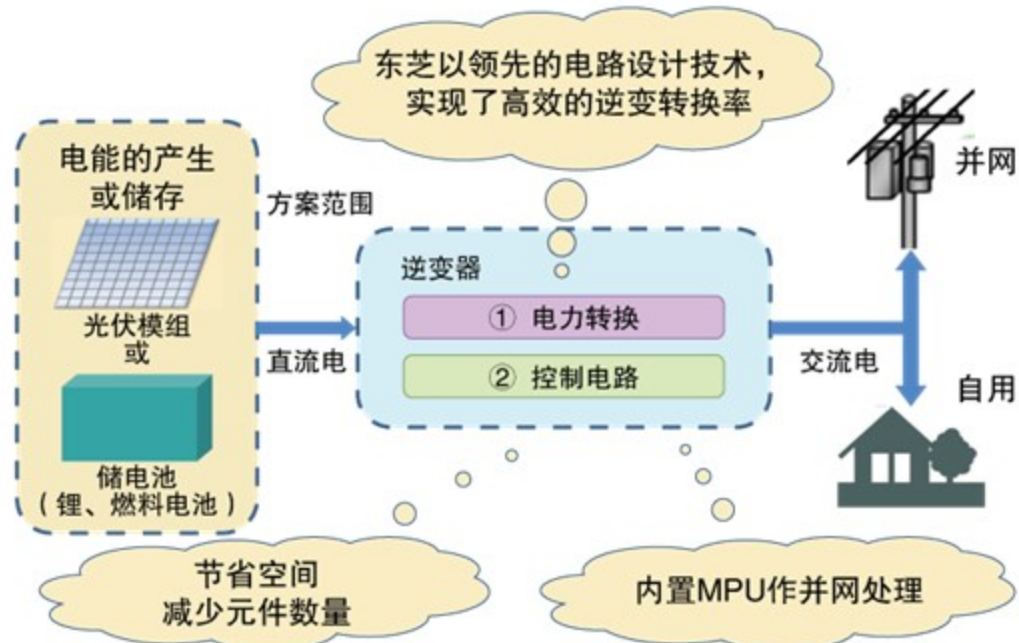 东芝以领先的电路设计技术，
实现了高效的逆变转换率
电能的产生
或储存
光伏模组
或
储电池
（锂、燃料电池）
方案范围
直流电
逆变器
① 电力转换
② 控制电路
交流电
并网
自用
节省空间
减少元件数量
内置MPU作并网处理